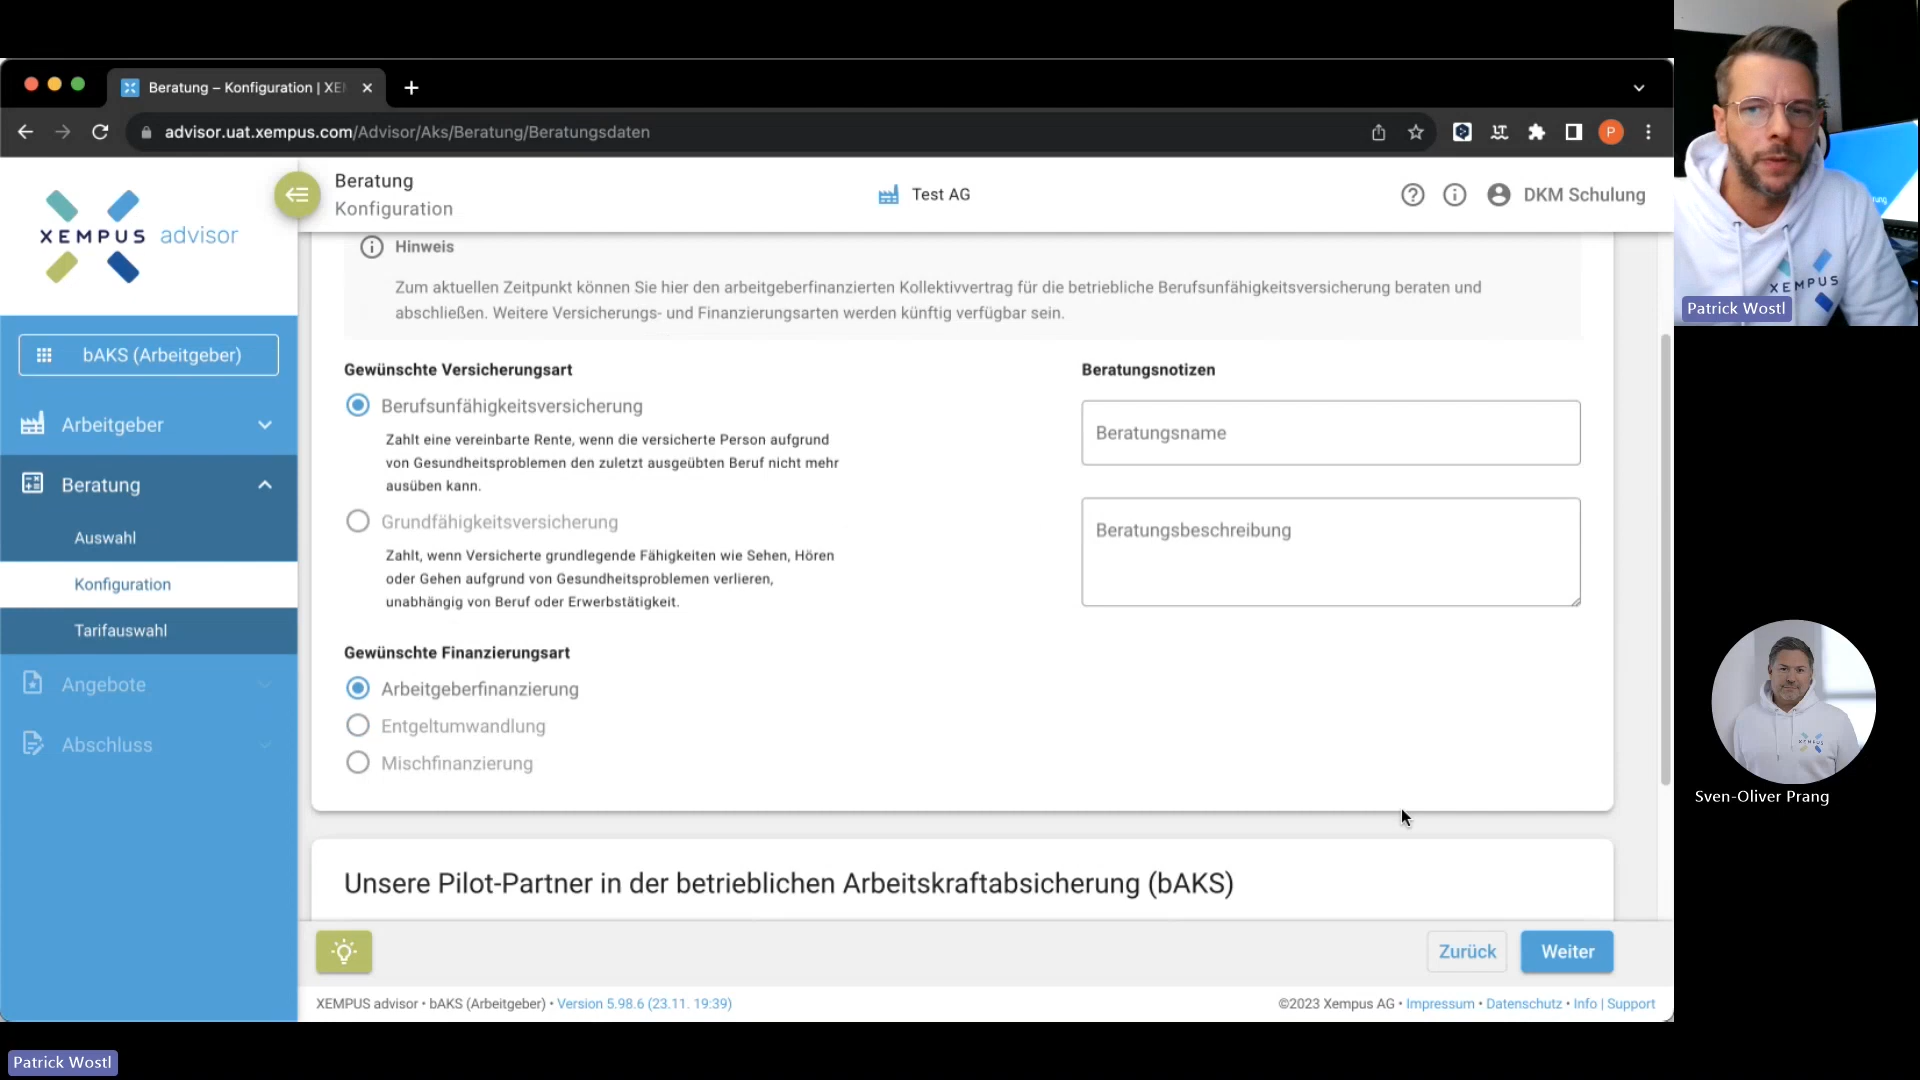 Beratung – Konfiguration | XE
advisor.uat.xempus.com/Advisor/Aks/Beratung/Beratungsdaten
P
XEMPUS advisor
Beratung
Konfiguration
Test AG
DKM Schulung
bAKS (Arbeitgeber)
Arbeitgeber
Beratung
Auswahl
Konfiguration
Tarifauswahl
Angebote
Abschluss
Hinweis
Zum aktuellen Zeitpunkt können Sie hier den arbeitgeberfinanzierten Kollektivvertrag für die betriebliche Berufsunfähigkeitsversicherung beraten und
abschließen. Weitere Versicherungs- und Finanzierungsarten werden künftig verfügbar sein.
Gewünschte Versicherungsart
Berufsunfähigkeitsversicherung
Zahlt eine vereinbarte Rente, wenn die versicherte Person aufgrund
von Gesundheitsproblemen den zuletzt ausgeübten Beruf nicht mehr
ausüben kann.
Grundfähigkeitsversicherung
Zahlt, wenn Versicherte grundlegende Fähigkeiten wie Sehen, Hören
oder Gehen aufgrund von Gesundheitsproblemen verlieren,
unabhängig von Beruf oder Erwerbstätigkeit.
Gewünschte Finanzierungsart
Arbeitgeberfinanzierung
Entgeltumwandlung
Mischfinanzierung
Beratungsnotizen
Beratungsname
Beratungsbeschreibung
Unsere Pilot-Partner in der betrieblichen Arbeitskraftabsicherung (bAKS)
Zurück
Weiter
XEMPUS advisor • bAKS (Arbeitgeber) • Version 5.98.6 (23.11. 19:39)
©2023 Xempus AG • Impressum • Datenschutz • Info | Support
XEMPUS
Patrick Wostl
XEMPUS
Sven-Oliver Prang
Patrick Wostl